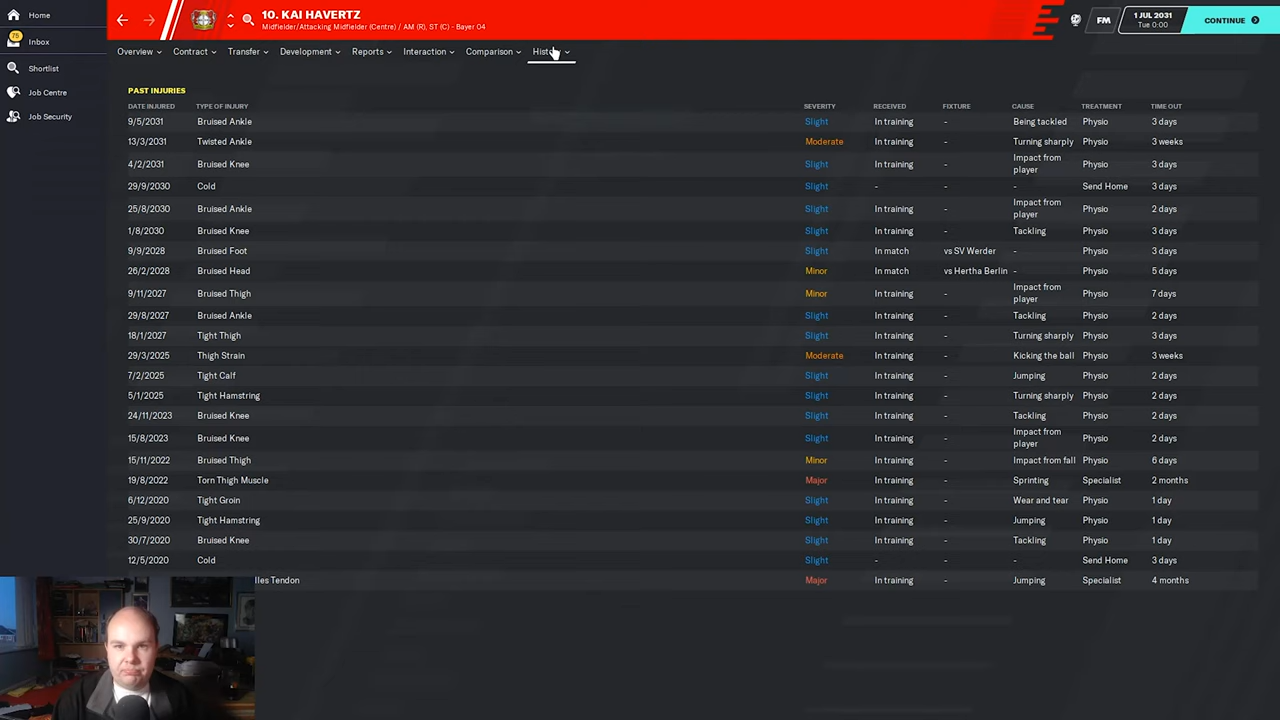 10. KAI HAVERTZ
Midfielder/Attacking Midfielder (Centre) / AM (R), ST (C) - Bayer 04
FM
1 JUL 2031
Tue 0:00
CONTINUE
Home
75
Inbox
Shortlist
Job Centre
Job Security
Overview Contract Transfer Development Reports Interaction Comparison
PAST INJURIES
DATE INJURED TYPE OF INJURY SEVERITY RECEIVED FIXTURE CAUSE TREATMENT TIME OUT
9/5/2031 Bruised Ankle Slight In training - Being tackled Physio 3 days
13/3/2031 Twisted Ankle Moderate In training - Turning sharply Physio 3 weeks
4/2/2031 Bruised Knee Slight In training - Impact from player Physio 3 days
29/9/2030 Cold Slight - - - Send Home 3 days
25/8/2030 Bruised Ankle Slight In training - Impact from player Physio 2 days
1/8/2030 Bruised Knee Slight In training - Tackling Physio 3 days
9/9/2028 Bruised Foot Slight In match vs SV Werder - Physio 3 days
26/2/2028 Bruised Head Minor In match vs Hertha Berlin - Physio 5 days
9/11/2027 Bruised Thigh Minor In training - Impact from player Physio 7 days
29/8/2027 Bruised Ankle Slight In training - Tackling Physio 2 days
18/1/2027 Tight Thigh Slight In training - Turning sharply Physio 3 days
29/3/2025 Thigh Strain Moderate In training - Kicking the ball Physio 3 weeks
7/2/2025 Tight Calf Slight In training - Jumping Physio 2 days
5/1/2025 Tight Hamstring Slight In training - Turning sharply Physio 2 days
24/11/2023 Bruised Knee Slight In training - Tackling Physio 2 days
15/8/2023 Bruised Knee Slight In training - Impact from player Physio 2 days
15/11/2022 Bruised Thigh Minor In training - Impact from fall Physio 6 days
19/8/2022 Torn Thigh Muscle Major In training - Sprinting Specialist 2 months
6/12/2020 Tight Groin Slight In training - Wear and tear Physio 1 day
25/9/2020 Tight Hamstring Slight In training - Jumping Physio 1 day
30/7/2020 Bruised Knee Slight In training - Tackling Physio 1 day
12/5/2020 Cold Slight - - - Send Home 3 days
lles Tendon Major In training - Jumping Specialist 4 months